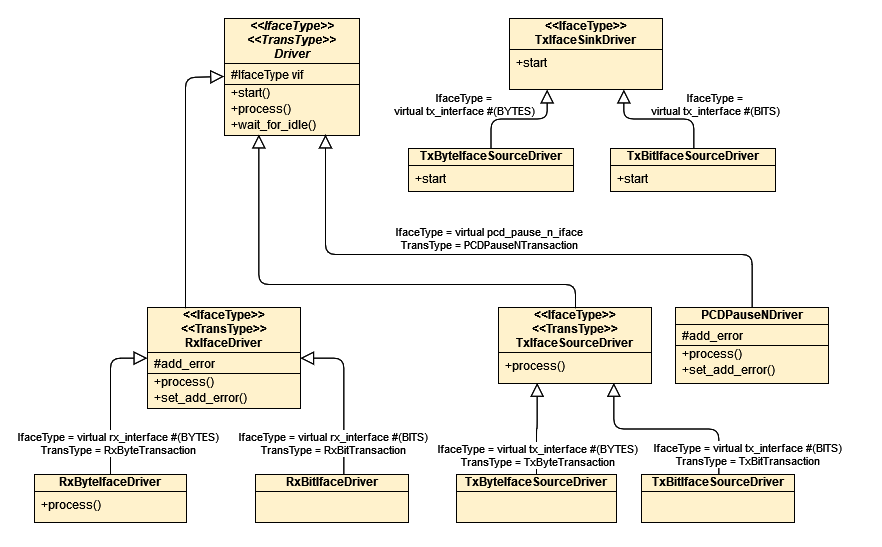 <<IfaceType>>
<<TransType>>
Driver
#IfaceType vif
+start()
+process()
+wait_for_idle()
<<IfaceType>>
TxIfaceSinkDriver
+start
IfaceType =
virtual tx_interface #(BYTES)
IfaceType =
virtual tx_interface #(BITS)
TxByteIfaceSourceDriver
+start
TxBitIfaceSourceDriver
+start
IfaceType = virtual pcd_pause_n_iface
TransType = PCDPauseNTransaction
<<IfaceType>>
<<TransType>>
RxIfaceDriver
#add_error
+process()
+set_add_error()
<<IfaceType>>
<<TransType>>
TxIfaceSourceDriver
+process()
PCDPauseNDriver
#add_error
+process()
+set_add_error()
IfaceType = virtual rx_interface #(BYTES)
TransType = RxByteTransaction
IfaceType = virtual rx_interface #(BITS)
TransType = RxBitTransaction
IfaceType = virtual tx_interface #(BYTES)
TransType = TxByteTransaction
IfaceType = virtual tx_interface #(BITS)
TransType = TxBitTransaction
RxByteIfaceDriver
+process()
RxBitIfaceDriver
TxByteIfaceSourceDriver
TxBitIfaceSourceDriver